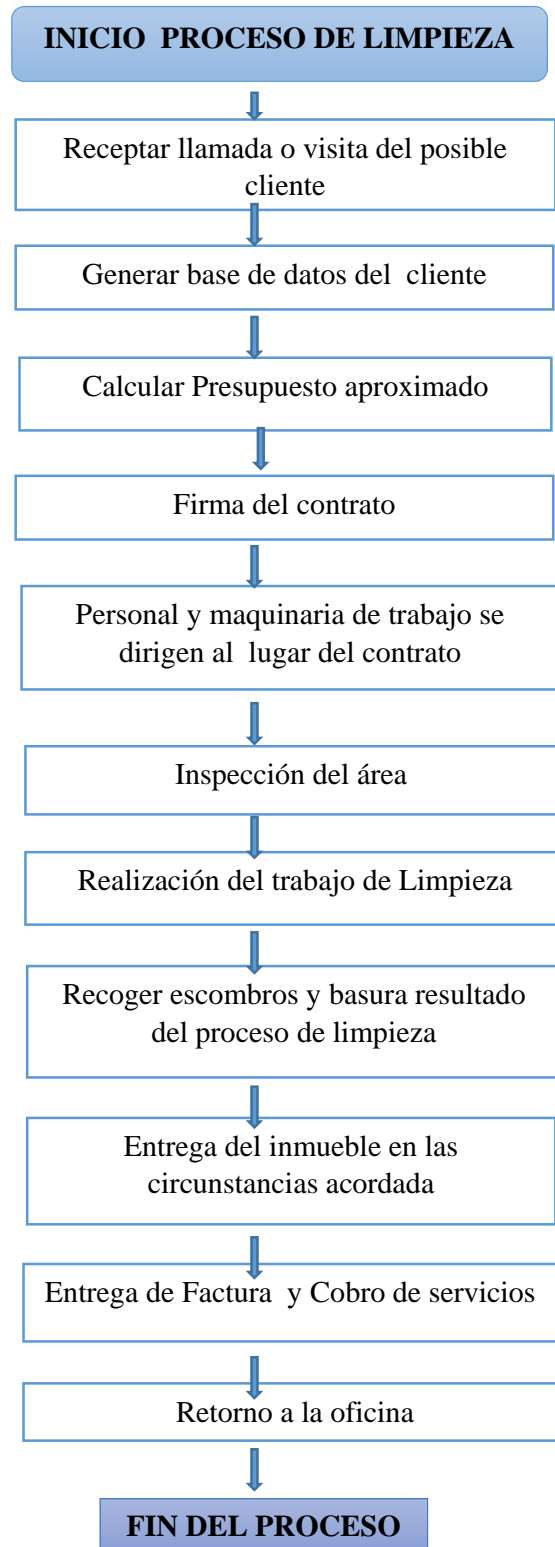 INICIO PROCESO DE LIMPIEZA
Receptar llamada o visita del posible
cliente
Generar base de datos del cliente
Calcular Presupuesto aproximado
Firma del contrato
Personal y maquinaria de trabajo se
dirigen al lugar del contrato
Inspección del área
Realización del trabajo de Limpieza
Recoger escombros y basura resultado
del proceso de limpieza
Entrega del inmueble en las
circunstancias acordada
Entrega de Factura y Cobro de servicios
Retorno a la oficina
FIN DEL PROCESO